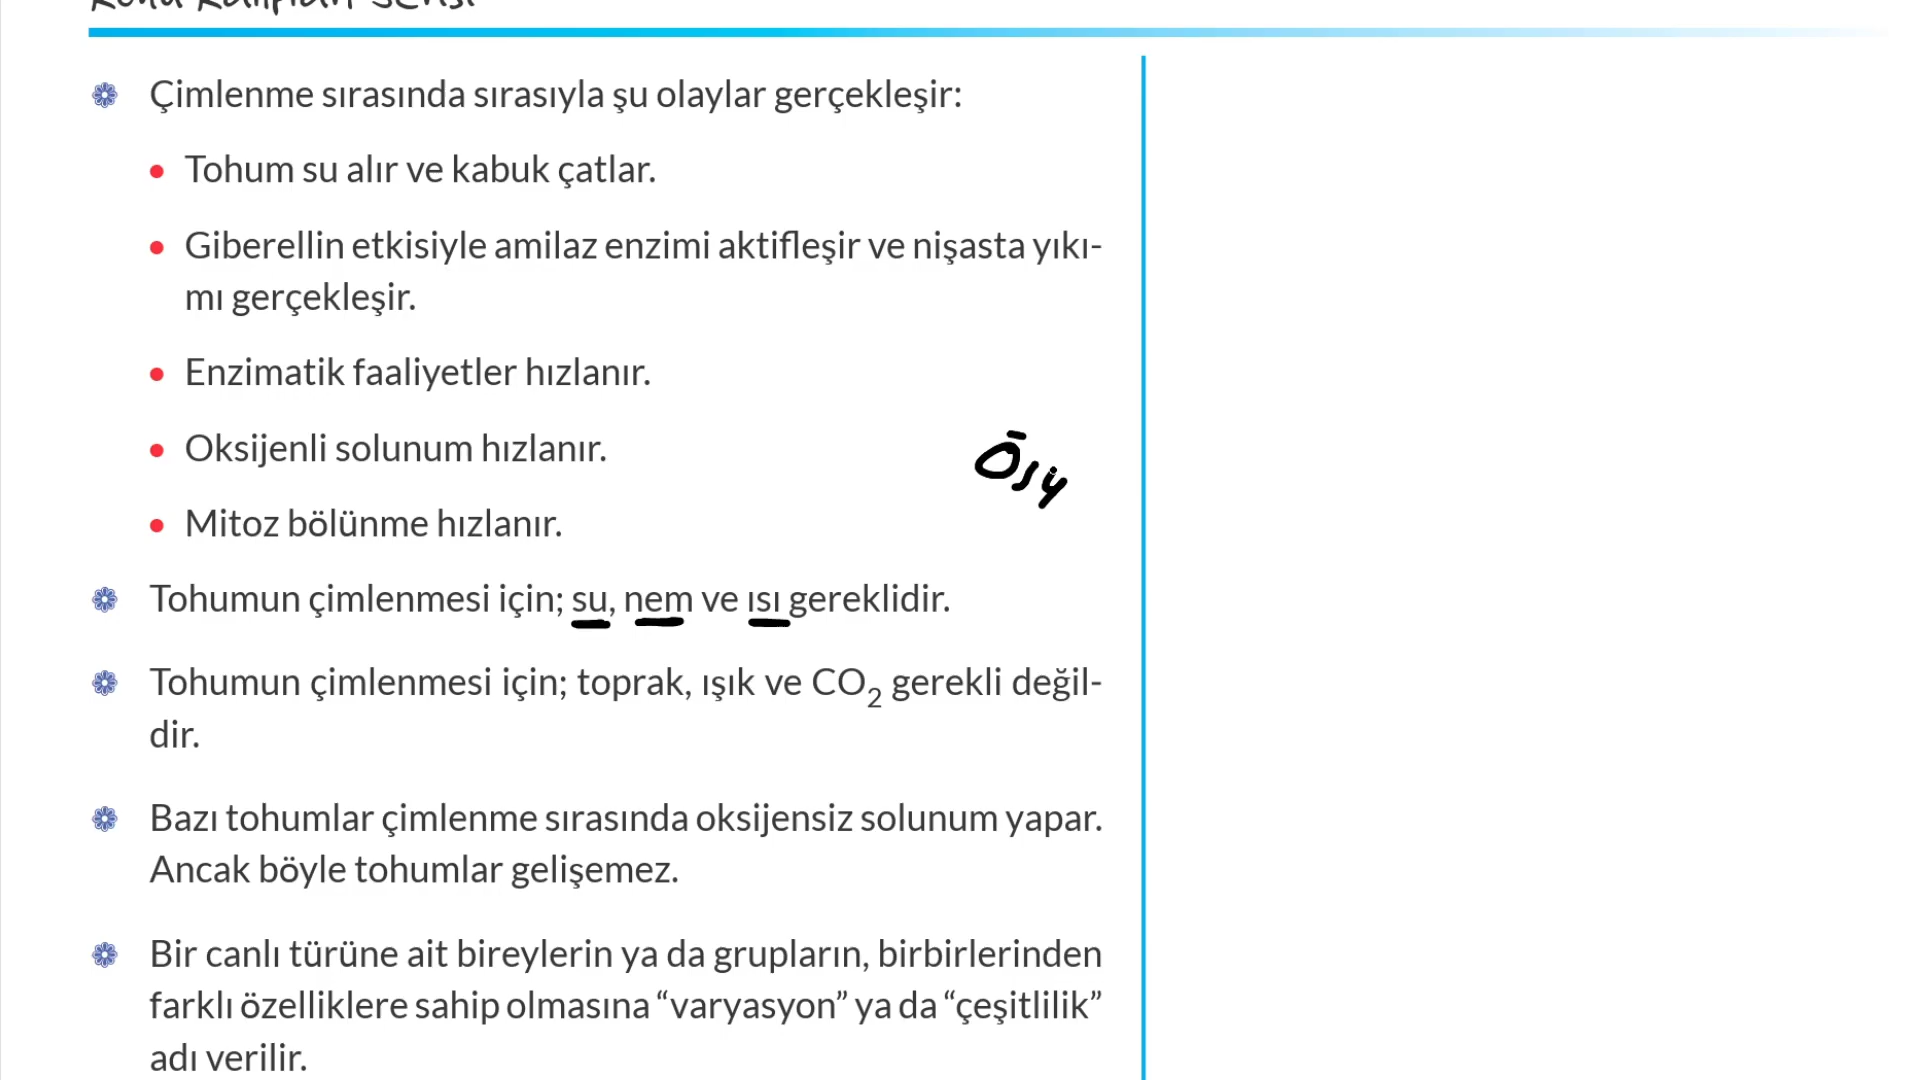 Çimlenme sırasında sırasıyla şu olaylar gerçekleşir:
Tohum su alır ve kabuk çatlar.
Giberellin etkisiyle amilaz enzimi aktifleşir ve nişasta yıkı-
mı gerçekleşir.
Enzimatik faaliyetler hızlanır.
Oksijenli solunum hızlanır.
Mitoz bölünme hızlanır.
Tohumun çimlenmesi için; su, nem ve ısı gereklidir.
Tohumun çimlenmesi için; toprak, ışık ve CO₂ gerekli değil-
dir.
Bazı tohumlar çimlenme sırasında oksijensiz solunum yapar.
Ancak böyle tohumlar gelişemez.
Bir canlı türüne ait bireylerin ya da grupların, birbirlerinden
farklı özelliklere sahip olmasına “varyasyon” ya da “çeşitlilik”
adı verilir.